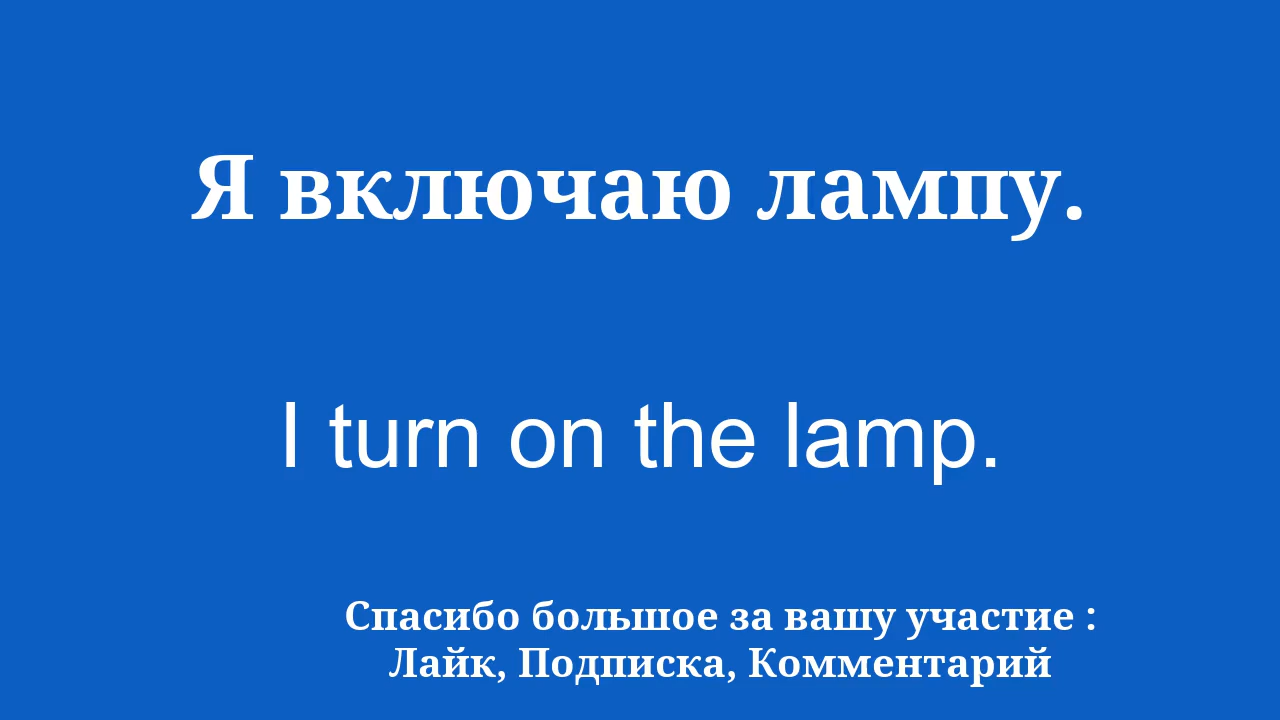 Я включаю лампу.
I turn on the lamp.
Спасибо большое за вашу участие :
Лайк, Подписка, Комментарий